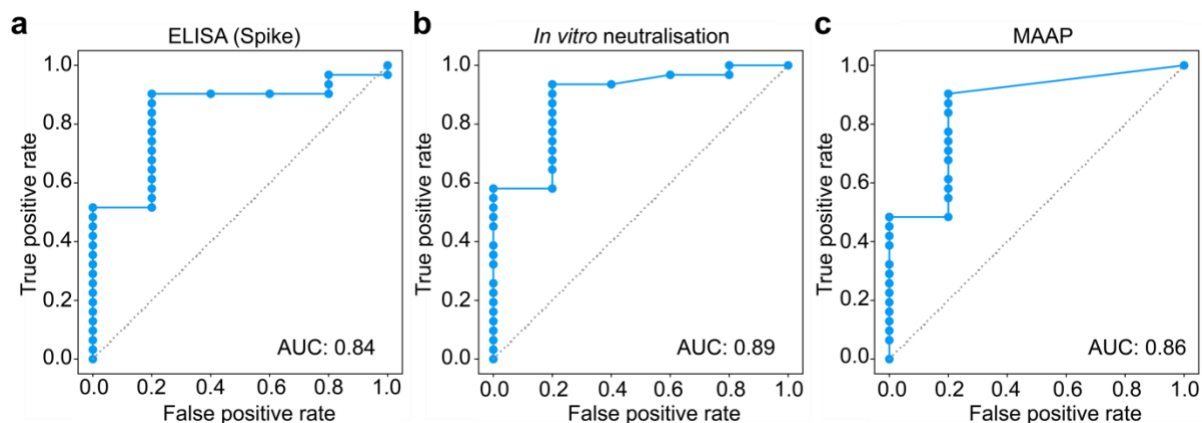 a
ELISA (Spike)
True positive rate
1.0
0.8
0.6
0.4
0.2
0.0
AUC: 0.84
0.0 0.2 0.4 0.6 0.8 1.0
False positive rate
b
In vitro neutralisation
True positive rate
1.0
0.8
0.6
0.4
0.2
0.0
AUC: 0.89
0.0 0.2 0.4 0.6 0.8 1.0
False positive rate
c
MAAP
True positive rate
1.0
0.8
0.6
0.4
0.2
0.0
AUC: 0.86
0.0 0.2 0.4 0.6 0.8 1.0
False positive rate